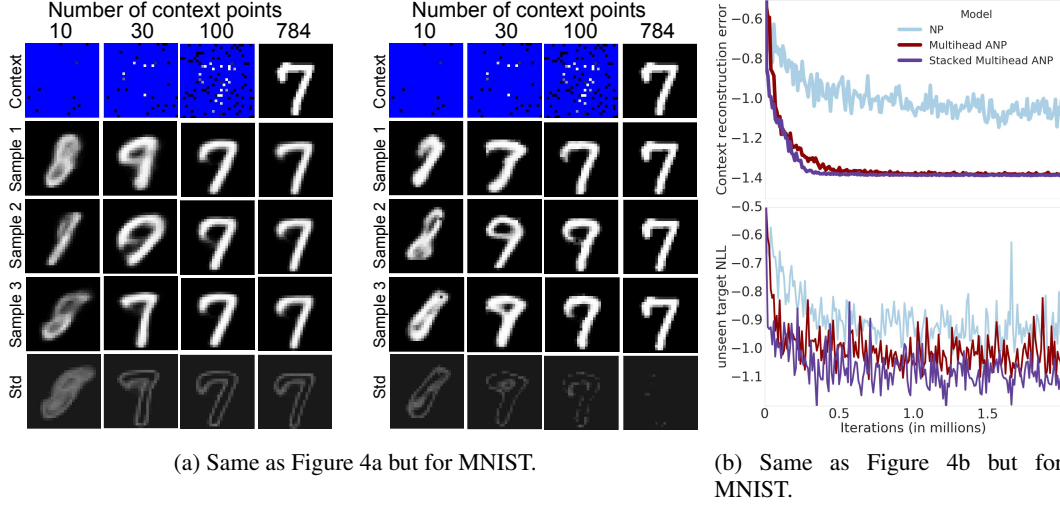 Number of context points
10 30 100 784
Context
Sample 1
Sample 2
Sample 3
Std
Number of context points
10 30 100 784
Context
Sample 1
Sample 2
Sample 3
Std
(a) Same as Figure 4a but for MNIST.
Context reconstruction error
−0.6
−0.8
−1.0
−1.2
−1.4
Model
NP
Multihead ANP
Stacked Multihead ANP
unseen target NLL
−0.5
−0.6
−0.7
−0.8
−0.9
−1.0
−1.1
0 0.5 1.0 1.5
Iterations (in millions)
(b) Same as Figure 4b but for
MNIST.